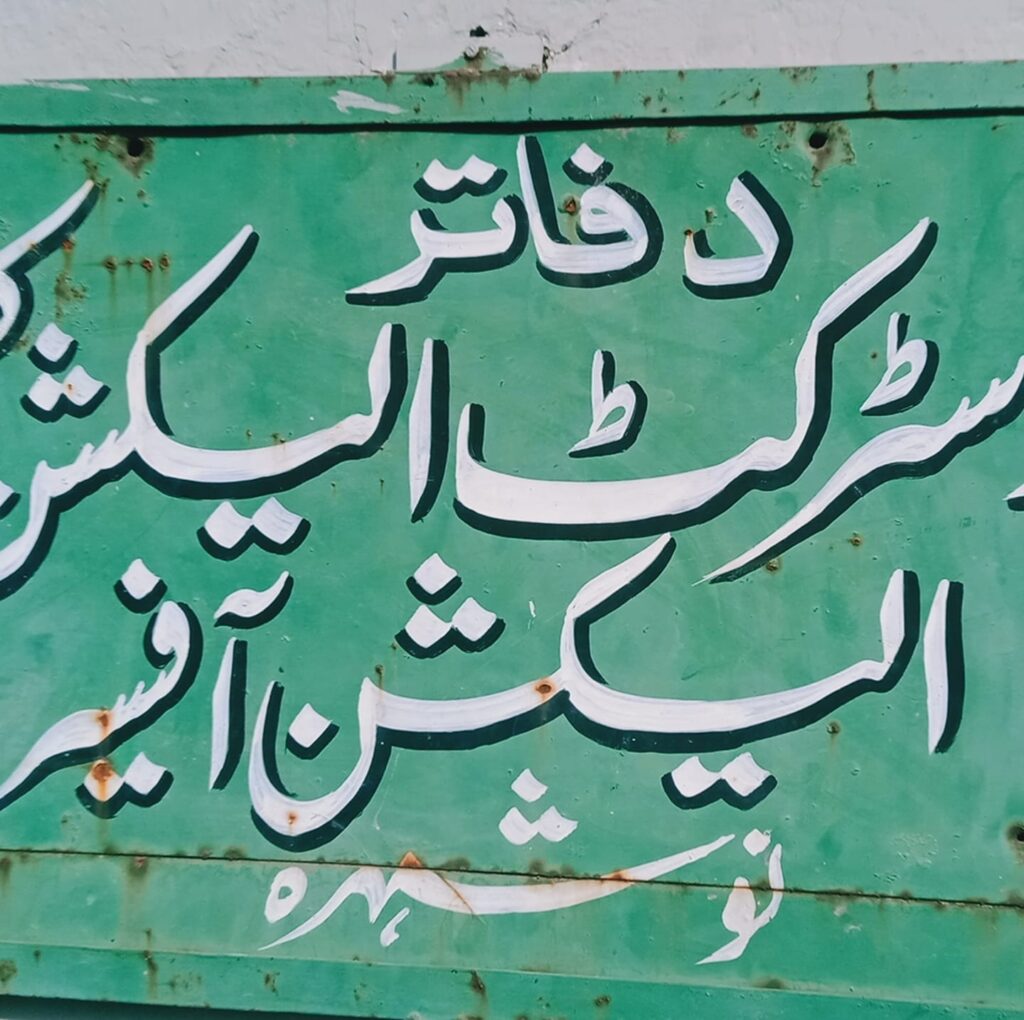 دفاتر
سٹرکٹ الیکشن
الیکشن آفیسر
نوشہرہ